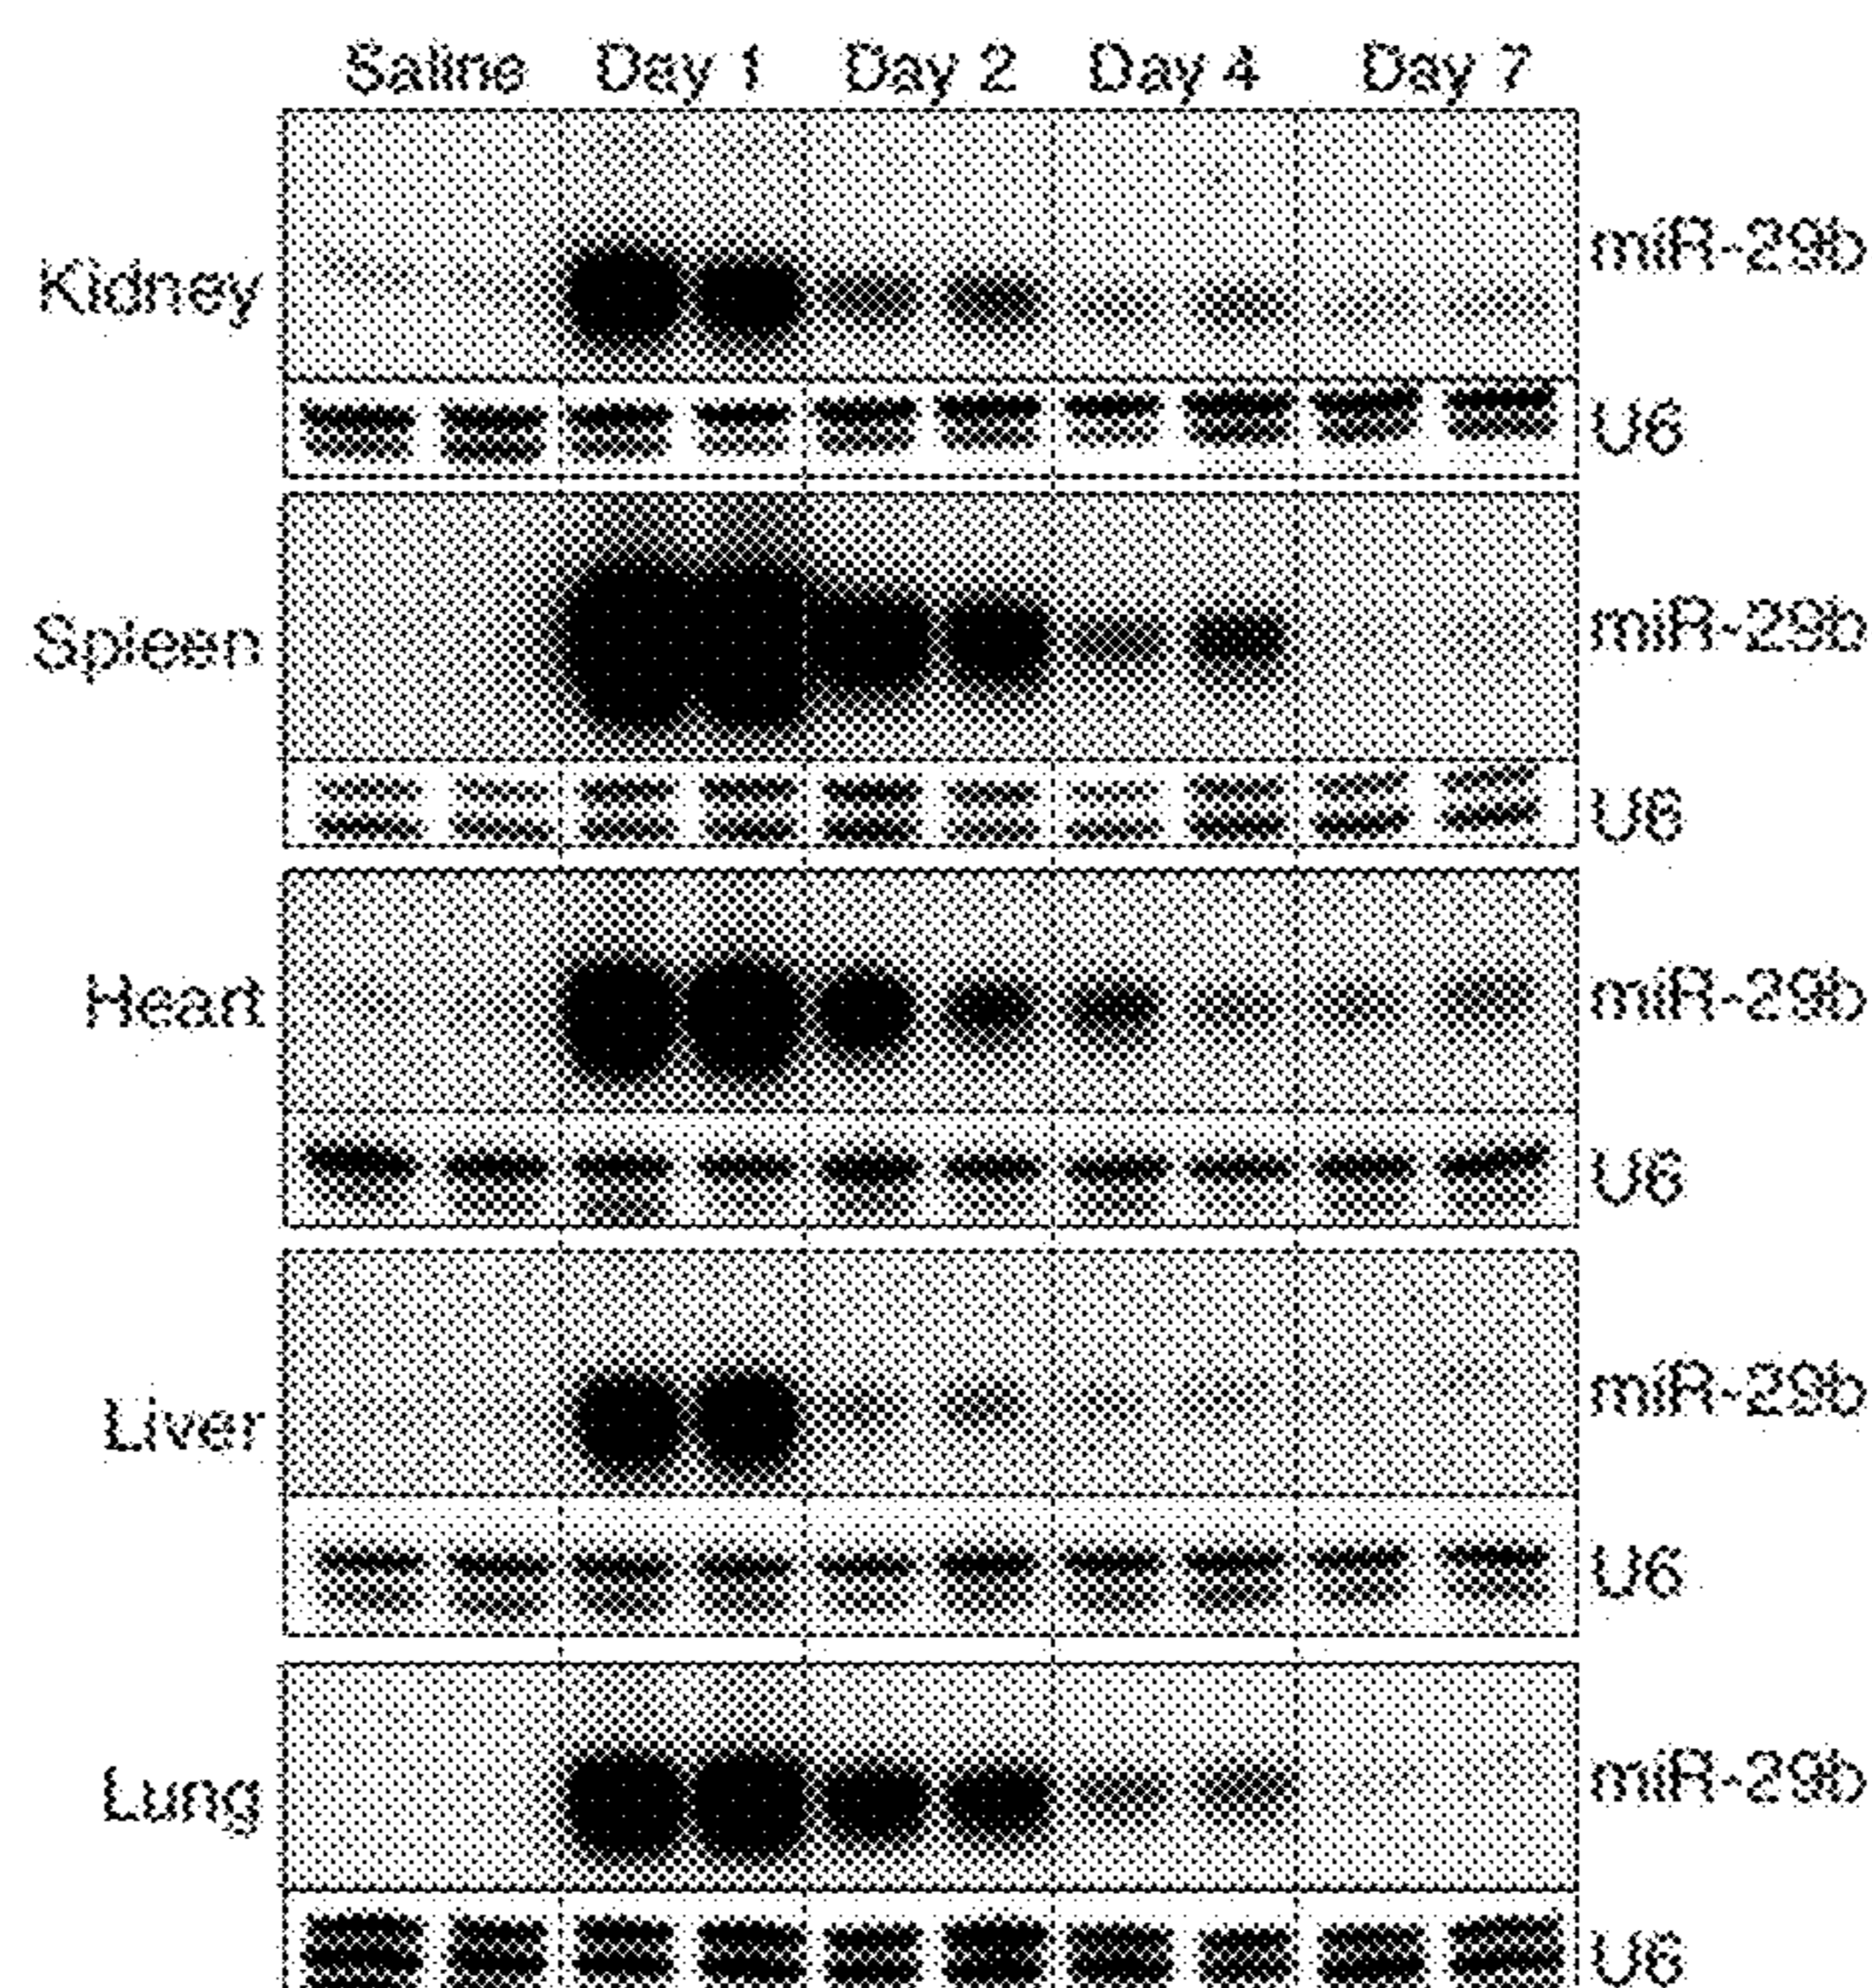 Saline Day 1 Day 2 Day 4 Day 7
Kidney miR-29b
U6
Spleen miR-29b
U6
Heart miR-29b
U6
Liver miR-29b
U6
Lung miR-29b
U6